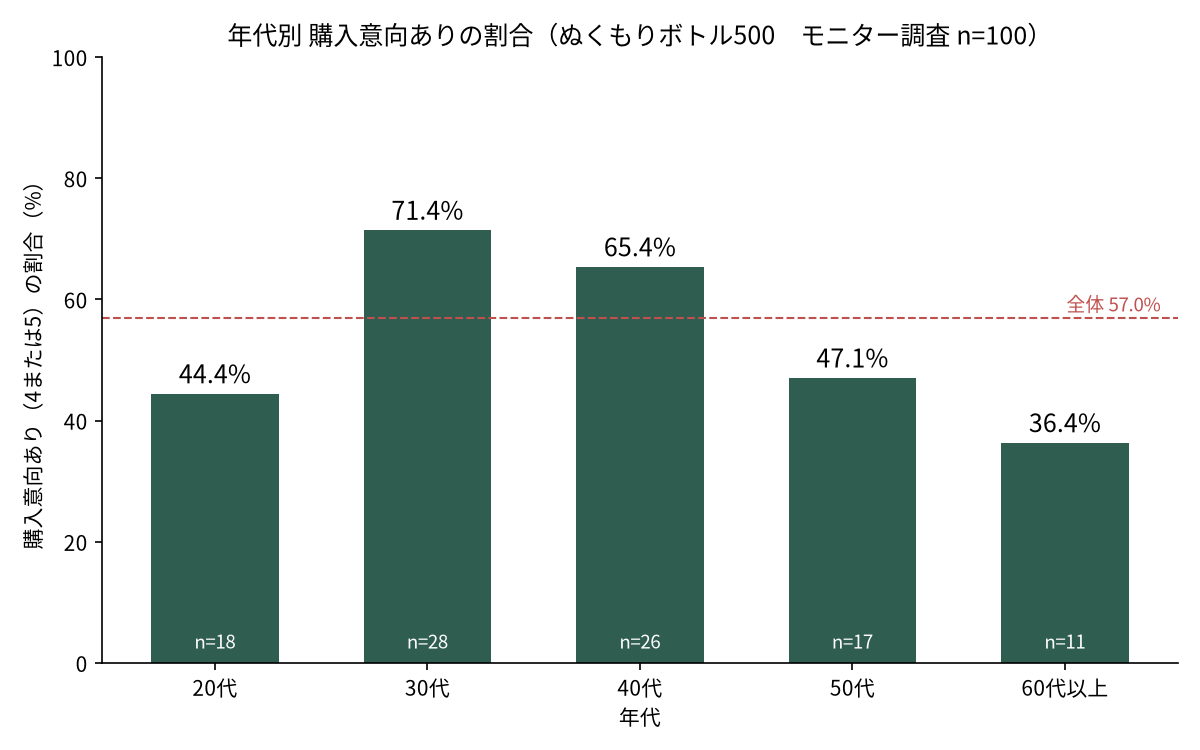 年代別 購入意向ありの割合（ぬくもりボトル500　モニター調査 n=100）
購入意向あり（4または5）の割合（%）
100
80
60
40
20
0
44.4%
71.4%
65.4%
47.1%
36.4%
全体 57.0%
n=18
n=28
n=26
n=17
n=11
20代
30代
40代
50代
60代以上
年代